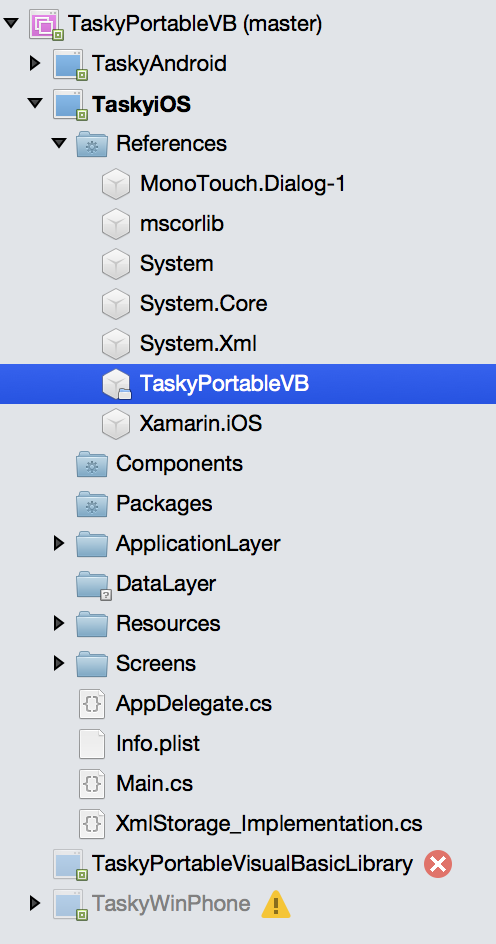 TaskyPortableVB (master)
TaskyAndroid
TaskyiOS
References
MonoTouch.Dialog-1
mscorlib
System
System.Core
System.Xml
TaskyPortableVB
Xamarin.iOS
Components
Packages
ApplicationLayer
DataLayer
Resources
Screens
AppDelegate.cs
Info.plist
Main.cs
XmlStorage_Implementation.cs
TaskyPortableVisualBasicLibrary
TaskyWinPhone